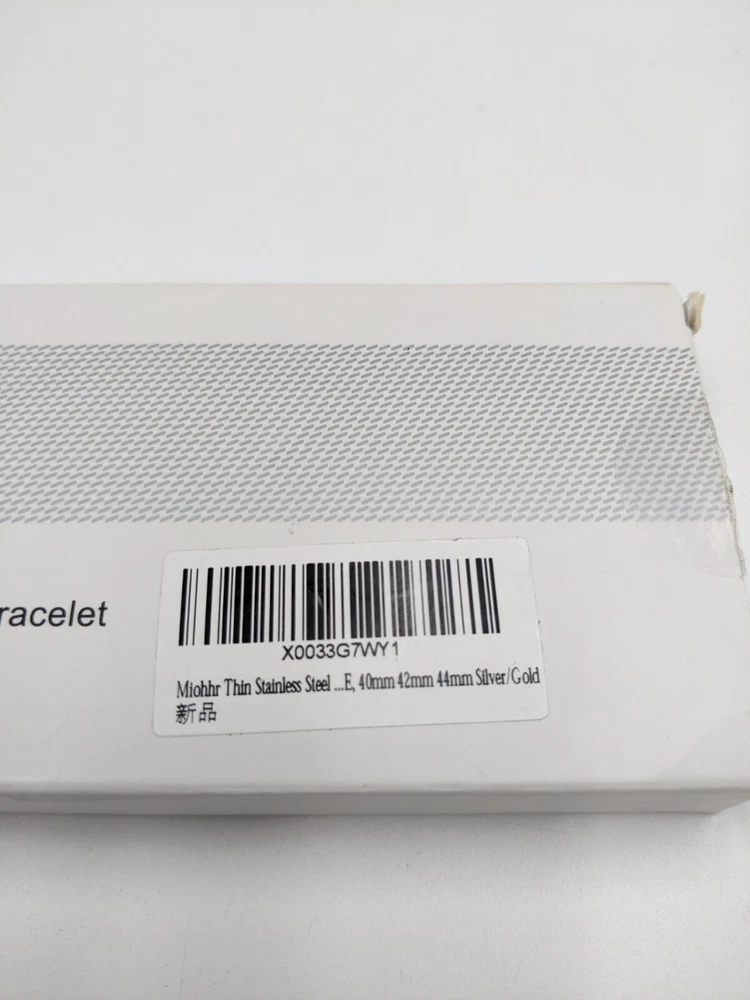 racelet
X0033G7WY1
Miohhr Thin Stainless Steel ...E, 40mm 42mm 44mm Silver/Gold
新品